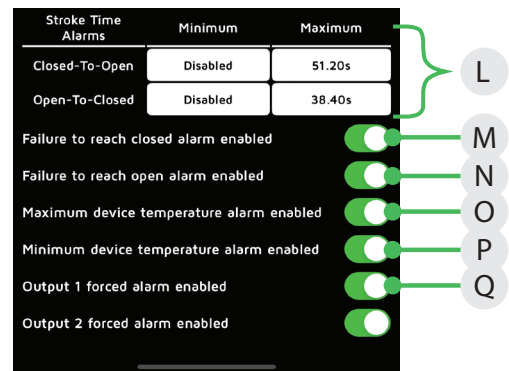 Stroke Time Alarms Minimum Maximum
Closed-To-Open Disabled 51.20s
Open-To-Closed Disabled 38.40s
L
Failure to reach closed alarm enabled M
Failure to reach open alarm enabled N
Maximum device temperature alarm enabled O
Minimum device temperature alarm enabled P
Output 1 forced alarm enabled Q
Output 2 forced alarm enabled